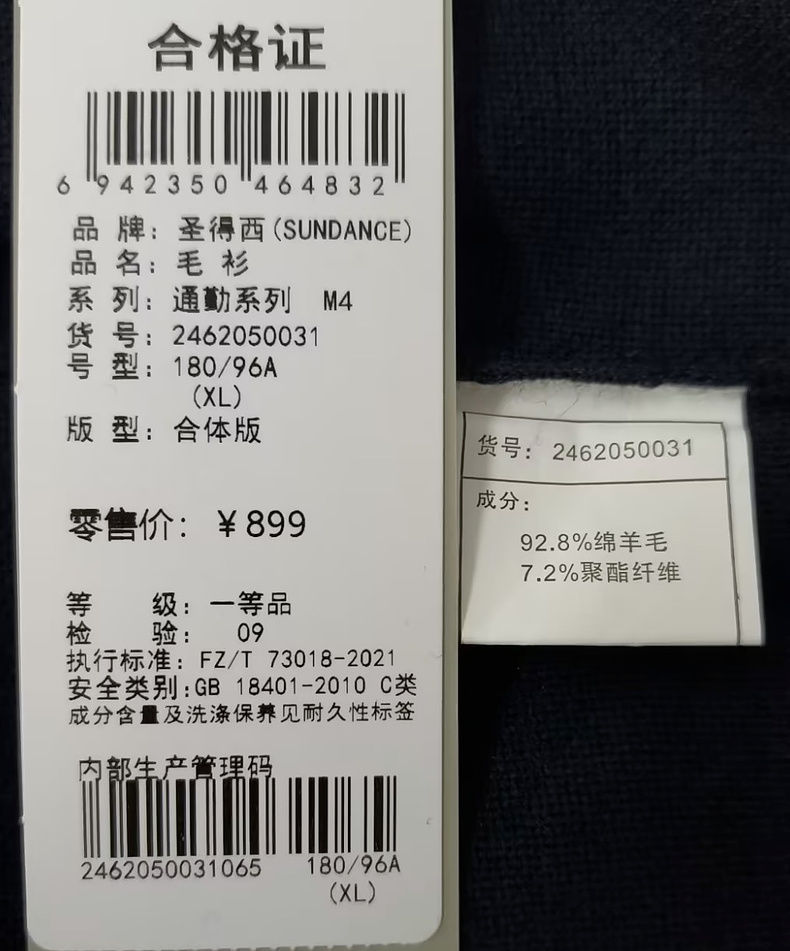 合格证
6 942350 464832
品 牌：圣得西(SUNDANCE)
品 名：毛 衫
系 列：通勤系列 M4
货 号：2462050031
号 型：180/96A
(XL)
版 型：合体版
零售价：￥899
等 级：一等品
检 验：09
执行标准：FZ/T 73018-2021
安全类别:GB 18401-2010 C类
成分含量及洗涤保养见耐久性标签
内部生产管理码
2462050031065 180/96A
(XL)
货号：2462050031
成分：
92.8%绵羊毛
7.2%聚酯纤维